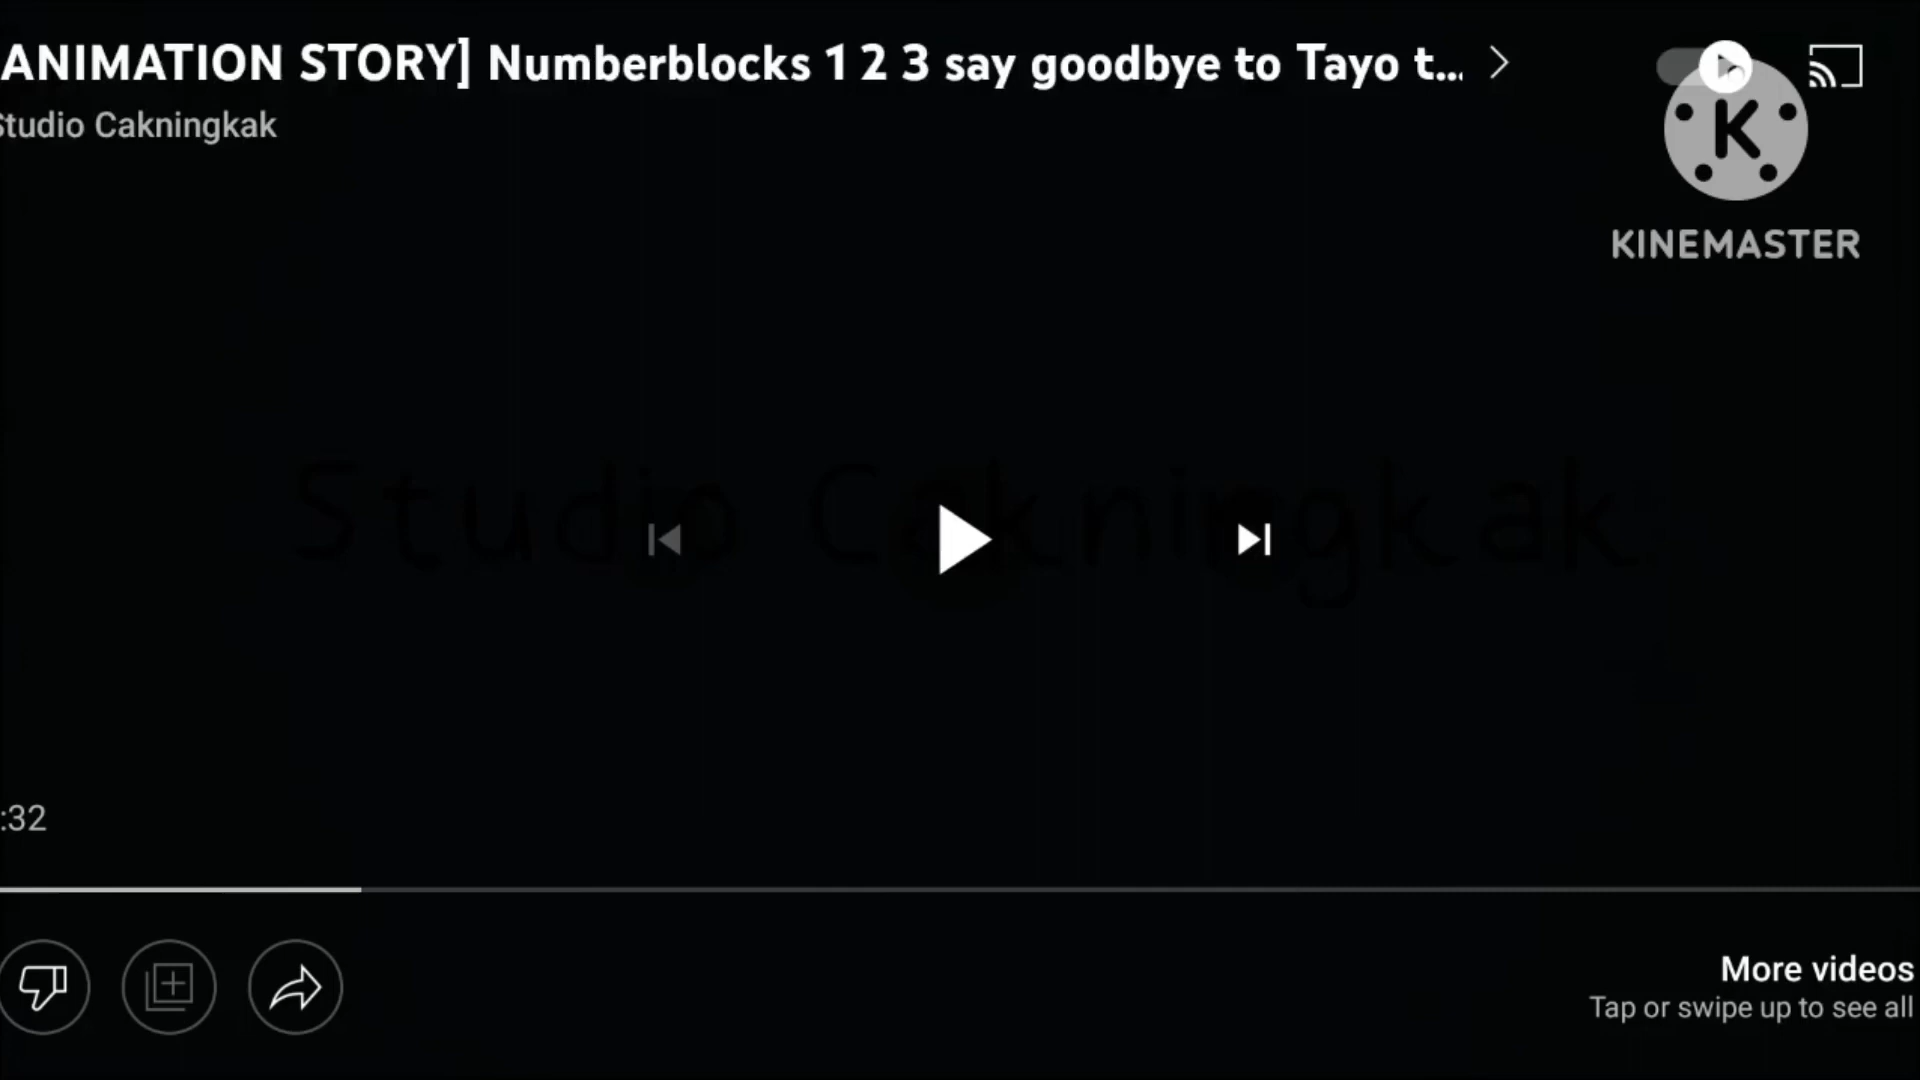 ANIMATION STORY] Numberblocks 1 2 3 say goodbye to Tayo t...
Studio Cakningkak
K
KINEMASTER
Studio Cakningkak
:32
More videos
Tap or swipe up to see all